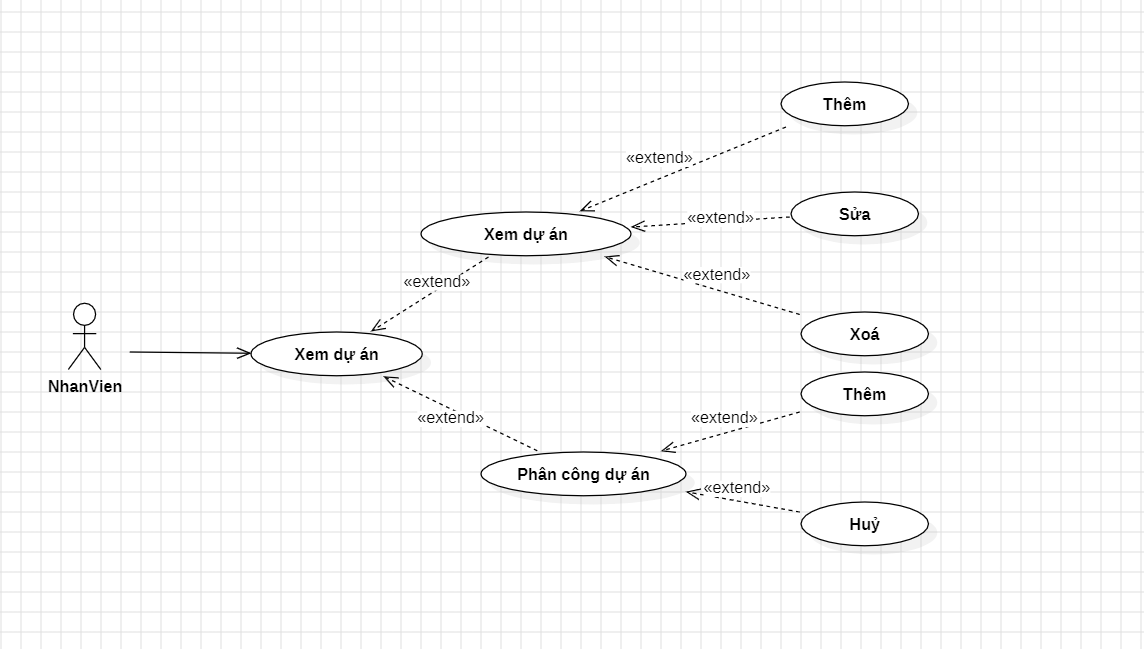 Thêm
«extend»
Sửa
«extend»
Xem dự án
«extend»
«extend»
Xoá
Xem dự án
NhanVien
Thêm
«extend»
«extend»
Phân công dự án
«extend»
Huỷ